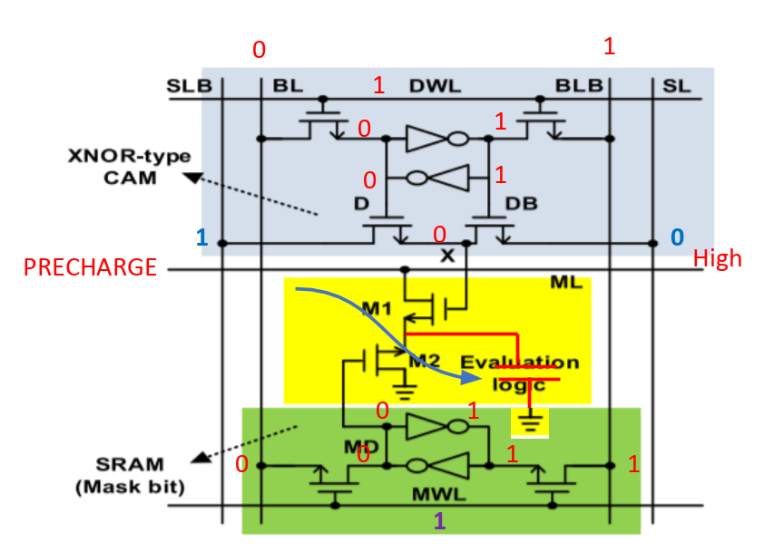 0 1
SLB BL 1 DWL BLB SL
0 1
XNOR-type
CAM
0 1
D DB
1 0 0
X
PRECHARGE High
ML
M1
M2 Evaluation
logic
0 1
MD
0 0 1 1
SRAM
(Mask bit)
MWL
1